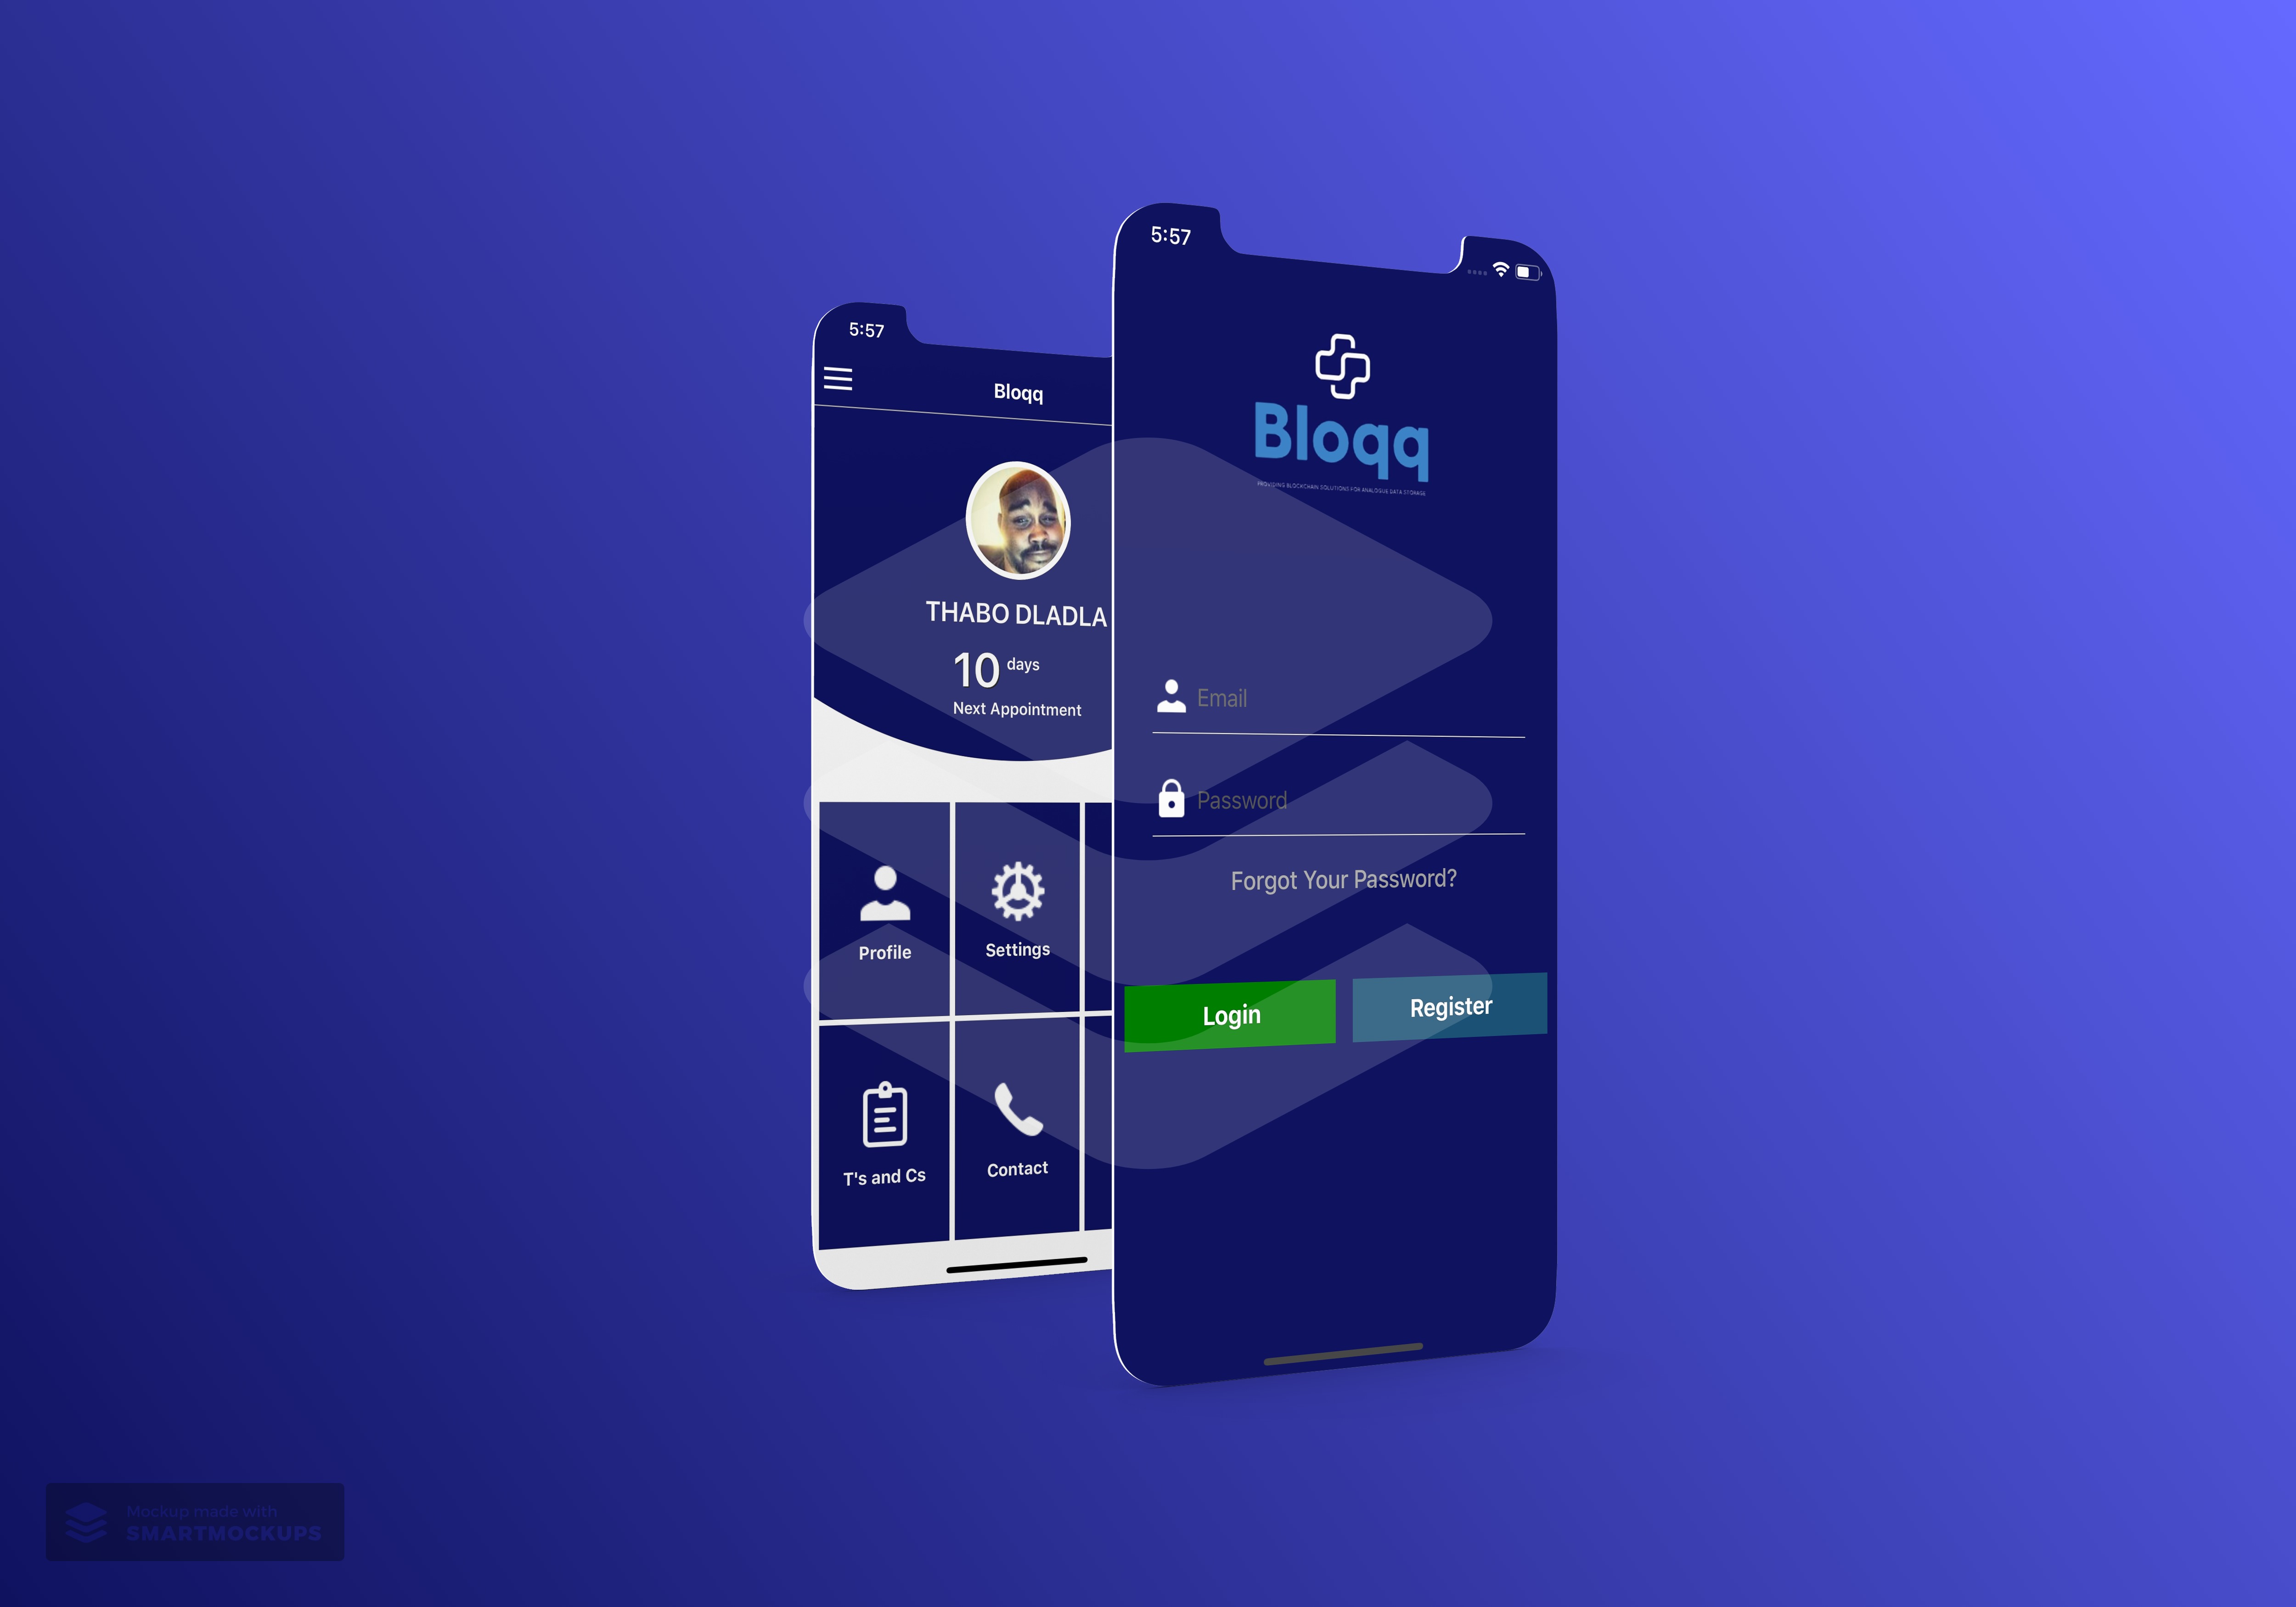 5:57
Bloqq
THABO DLADLA
10 days
Next Appointment
Profile
Settings
T's and Cs
Contact
5:57
Bloqq
PROVIDING BLOCKCHAIN SOLUTIONS FOR ANALOGUE DATA STORAGE
Email
Password
Forgot Your Password?
Login
Register
Mockup made with
SMARTMOCKUPS